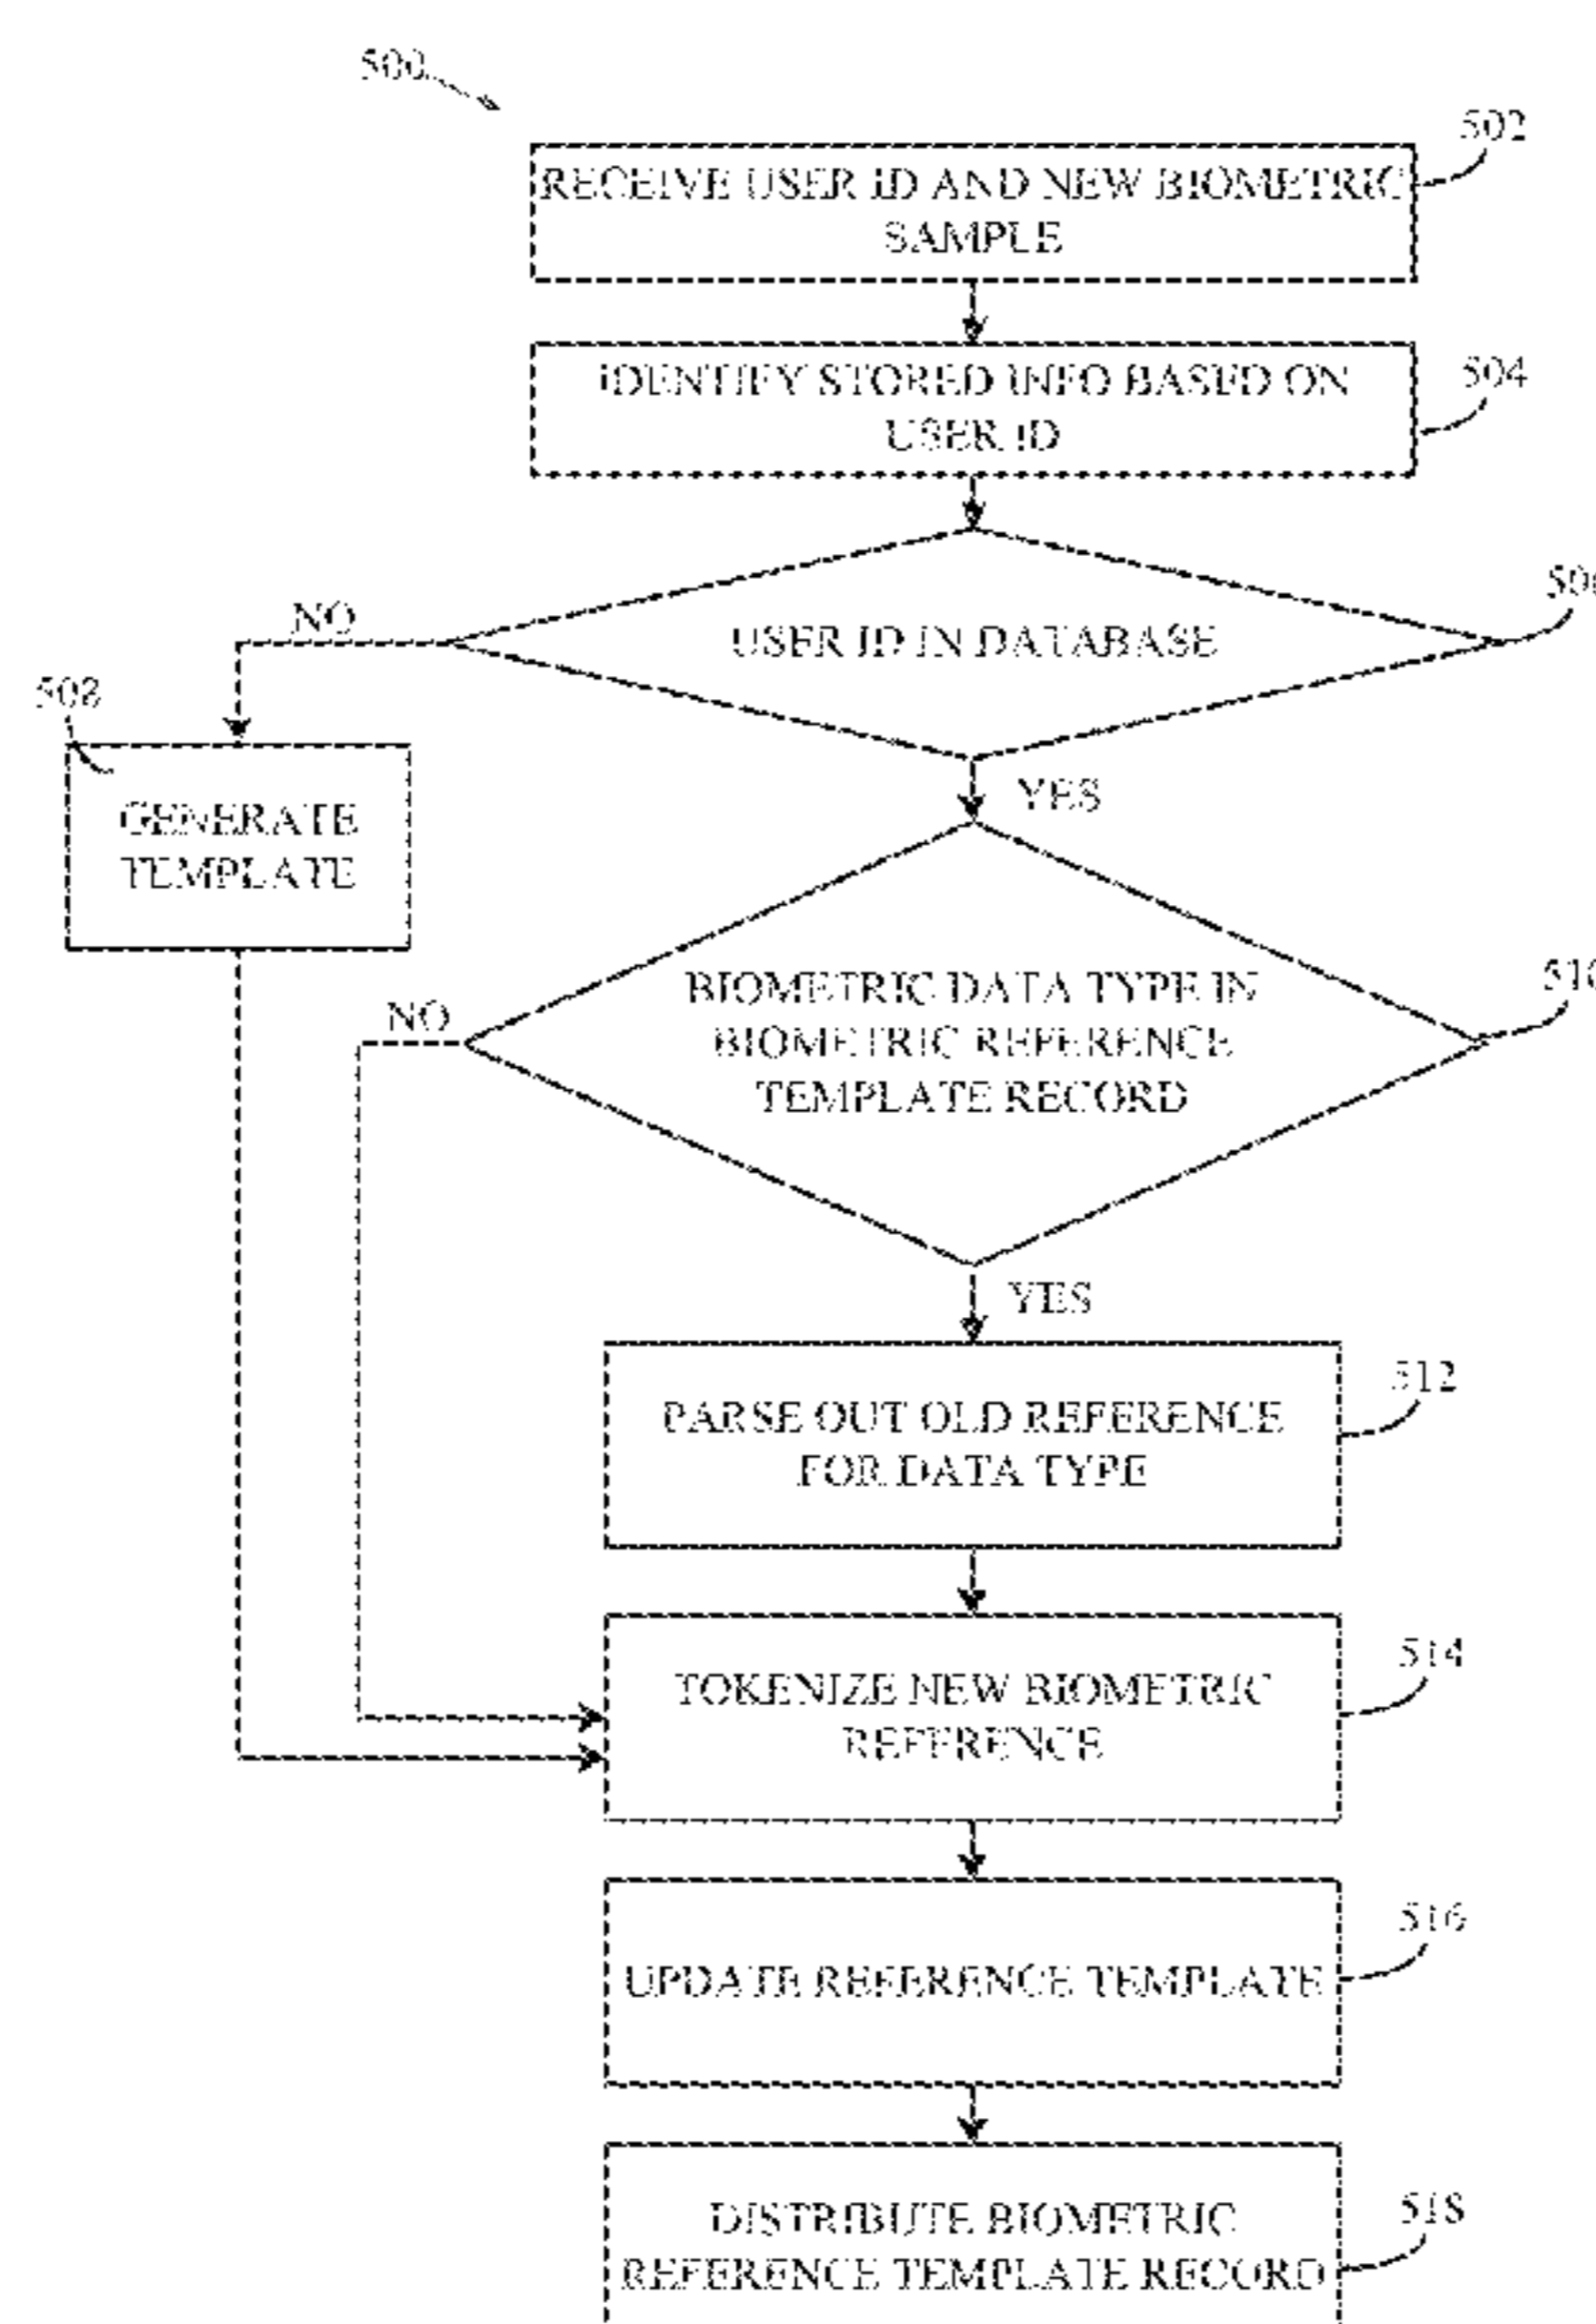 500
502
RECEIVE USER ID AND NEW BIOMETRIC
SAMPLE
504
IDENTIFY STORED INFO BASED ON
USER ID
NO
USER ID IN DATABASE
508
YES
GENERATE
TEMPLATE
NO
BIOMETRIC DATA TYPE IN
BIOMETRIC REFERENCE
TEMPLATE RECORD
YES
512
PARSE OUT OLD REFERENCE
FOR DATA TYPE
514
TOKENIZE NEW BIOMETRIC
REFERENCE
516
UPDATE REFERENCE TEMPLATE
518
DISTRIBUTE BIOMETRIC
REFERENCE TEMPLATE RECORD